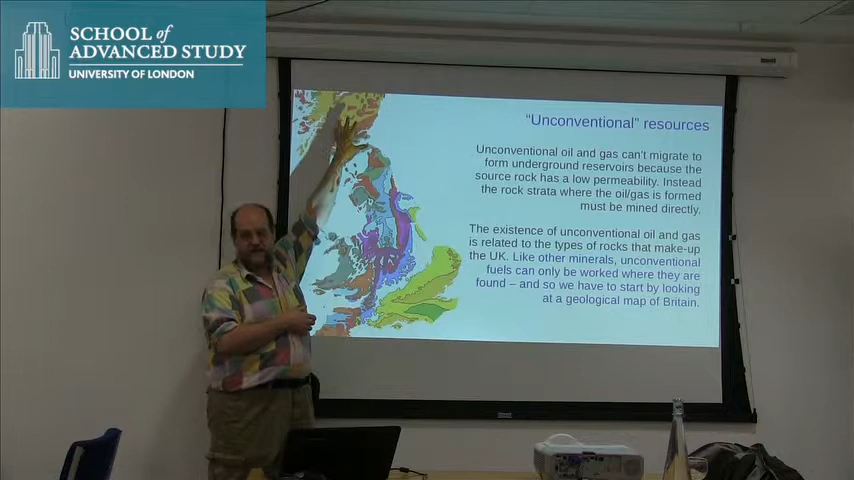 SCHOOL of
ADVANCED STUDY
UNIVERSITY OF LONDON
"Unconventional" resources
Unconventional oil and gas can't migrate to
form underground reservoirs because the
source rock has a low permeability. Instead
the rock strata where the oil/gas is formed
must be mined directly.
The existence of unconventional oil and gas
is related to the types of rocks that make-up
the UK. Like other minerals, unconventional
fuels can only be worked where they are
found – and so we have to start by looking
at a geological map of Britain.